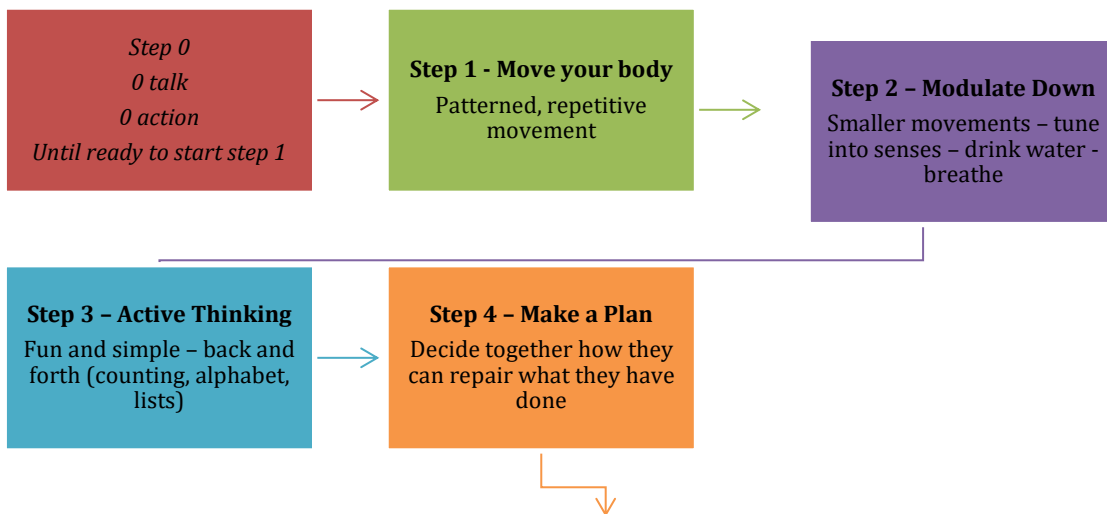 Step 0
0 talk
0 action
Until ready to start step 1
Step 1 - Move your body
Patterned, repetitive
movement
Step 2 – Modulate Down
Smaller movements – tune
into senses – drink water -
breathe
Step 3 – Active Thinking
Fun and simple – back and
forth (counting, alphabet,
lists)
Step 4 – Make a Plan
Decide together how they
can repair what they have
done